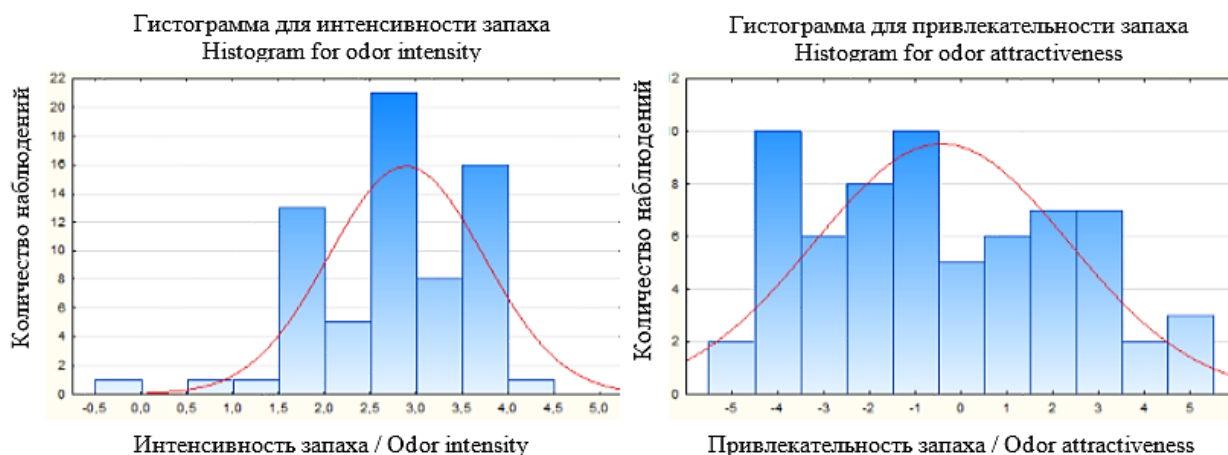 Гистограмма для интенсивности запаха
Histogram for odor intensity
Количество наблюдений
22
20
18
16
14
12
10
8
6
4
2
0
-0,5 0,0 0,5 1,0 1,5 2,0 2,5 3,0 3,5 4,0 4,5 5,0
Интенсивность запаха / Odor intensity
Гистограмма для привлекательности запаха
Histogram for odor attractiveness
Количество наблюдений
12
10
8
6
4
2
0
-5 -4 -3 -2 -1 0 1 2 3 4 5
Привлекательность запаха / Odor attractiveness